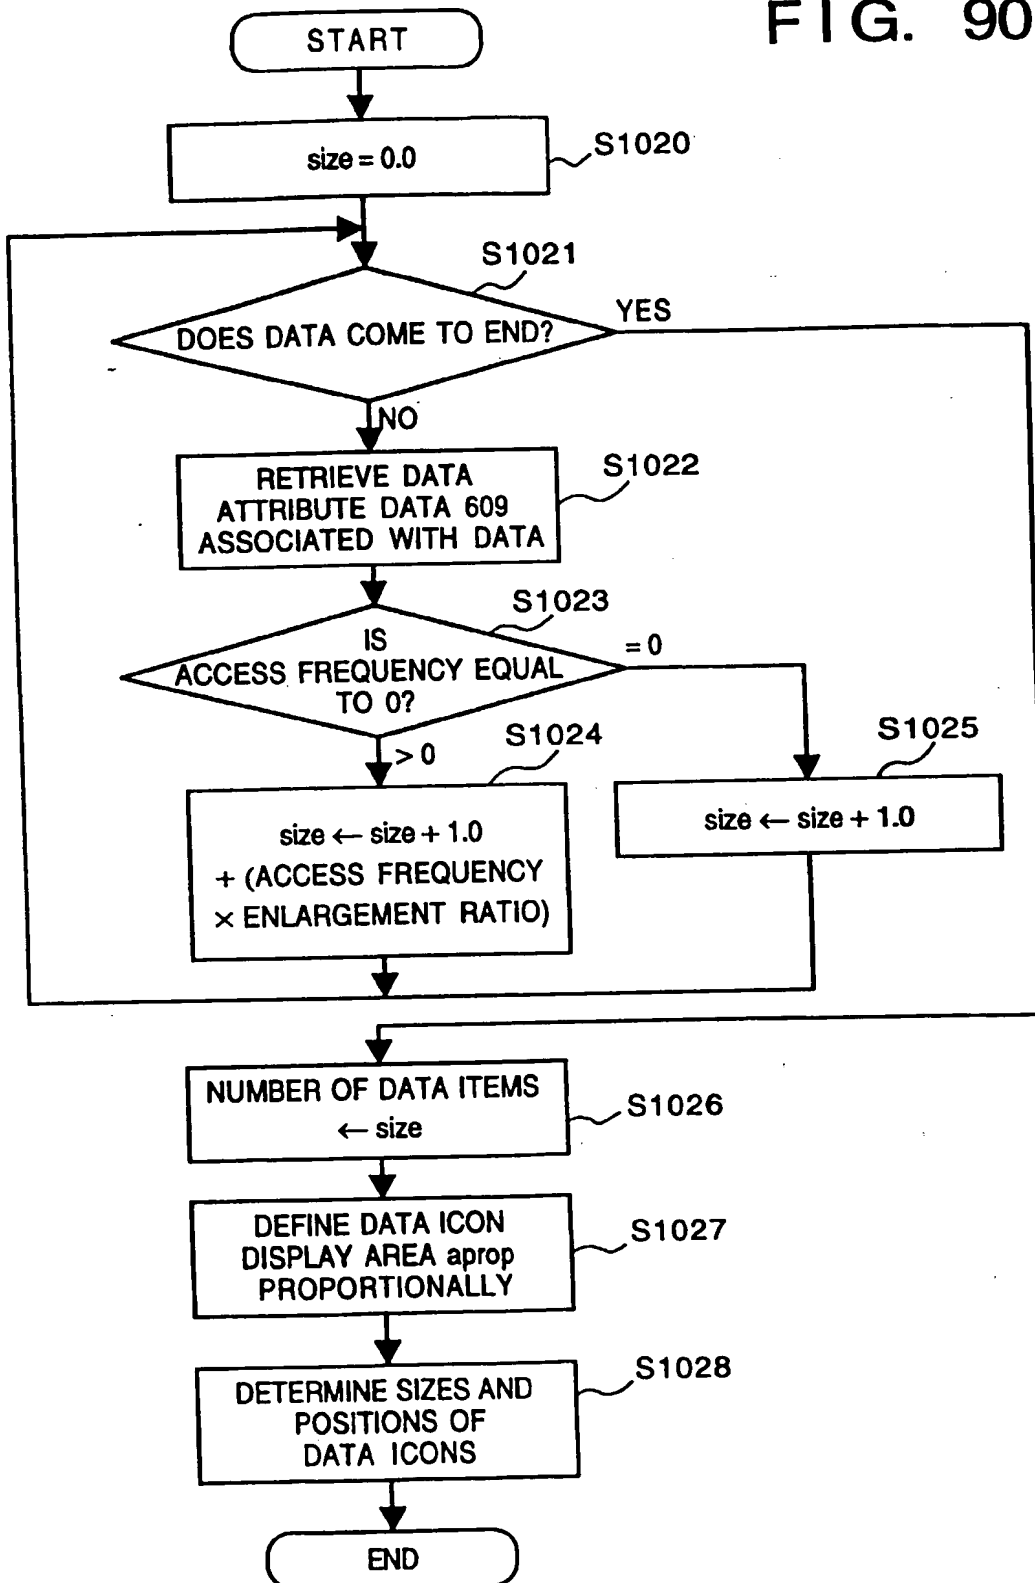 FIG. 90
START
size = 0.0
S1020
S1021
DOES DATA COME TO END?
YES
NO
RETRIEVE DATA
ATTRIBUTE DATA 609
ASSOCIATED WITH DATA
S1022
S1023
IS
ACCESS FREQUENCY EQUAL
TO 0?
= 0
> 0
S1024
size ← size + 1.0
+ (ACCESS FREQUENCY
× ENLARGEMENT RATIO)
S1025
size ← size + 1.0
NUMBER OF DATA ITEMS
← size
S1026
DEFINE DATA ICON
DISPLAY AREA aprop
PROPORTIONALLY
S1027
DETERMINE SIZES AND
POSITIONS OF
DATA ICONS
S1028
END